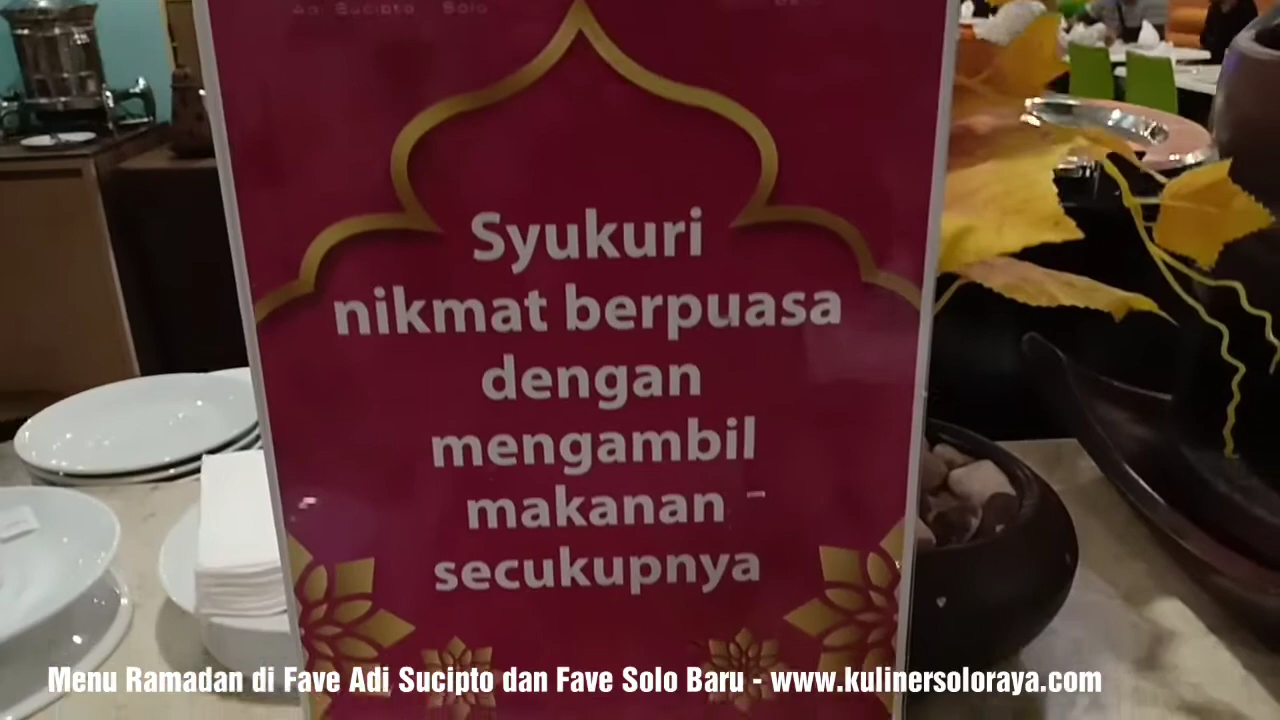 Adi Sucipto - Solo
Syukuri
nikmat berpuasa
dengan
mengambil
makanan
secukupnya
Menu Ramadan di Fave Adi Sucipto dan Fave Solo Baru - www.kulinersoloraya.com